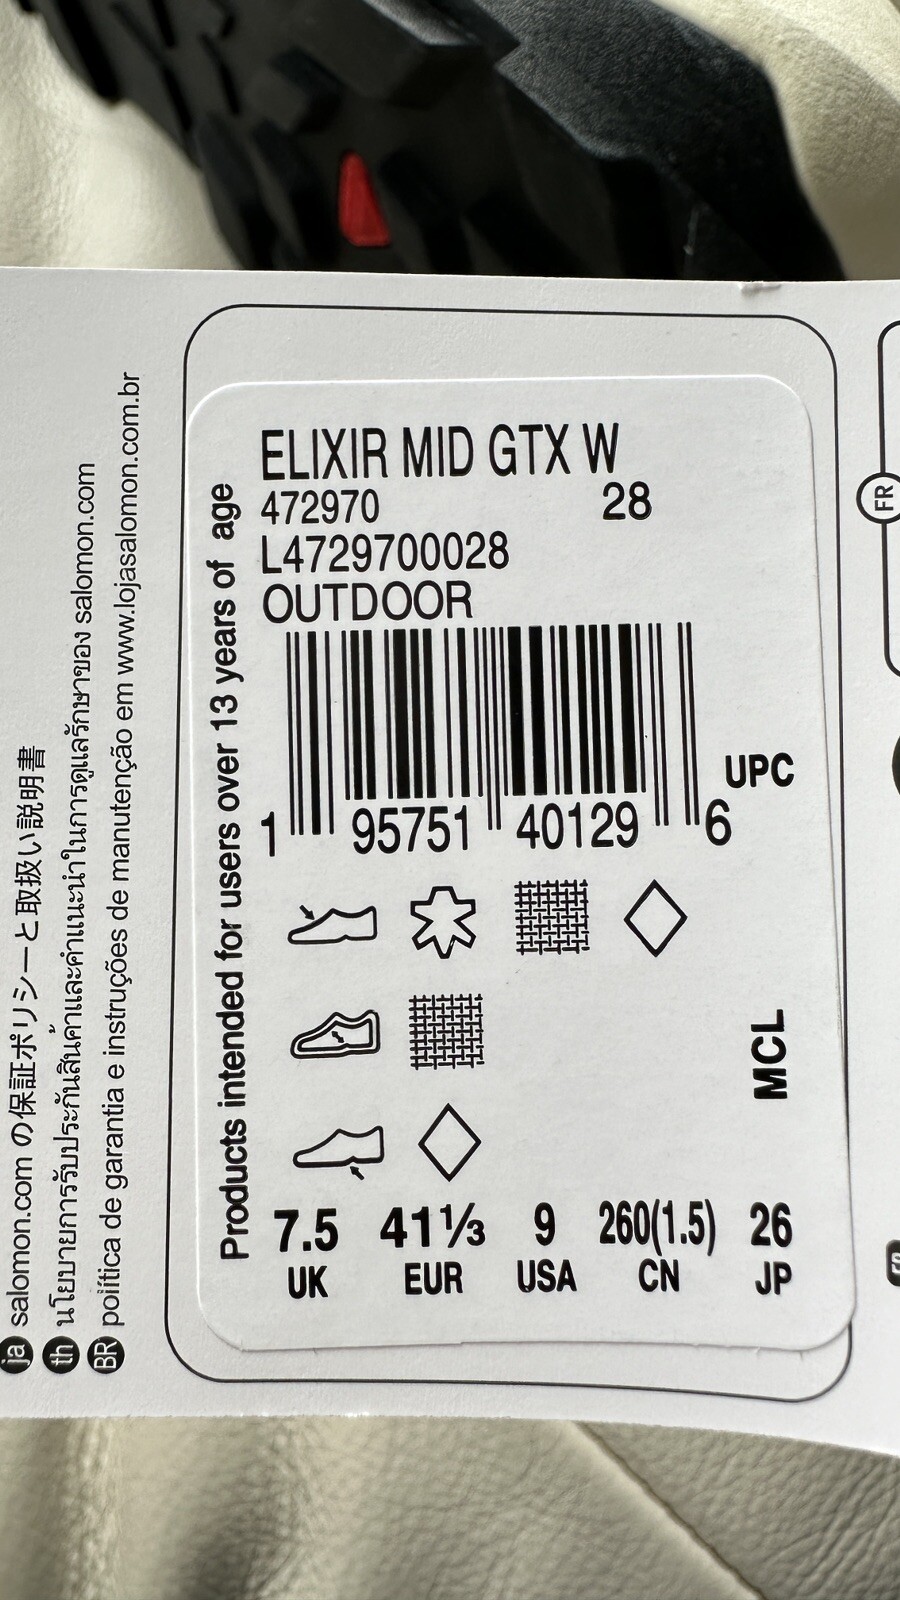 ELIXIR MID GTX W
472970 28
L4729700028
OUTDOOR
UPC
1 95751 40129 6
MCL
7.5 41⅓ 9 260(1.5) 26
UK EUR USA CN JP
Products intended for users over 13 years of age
ja salomon.com の保証ポリシーと取扱い説明書
th นโยบายการรับประกันสินค้าและคำแนะนำในการดูแลรักษาของ salomon.com
BR política de garantia e instruções de manutenção em www.lojasalomon.com.br
FR